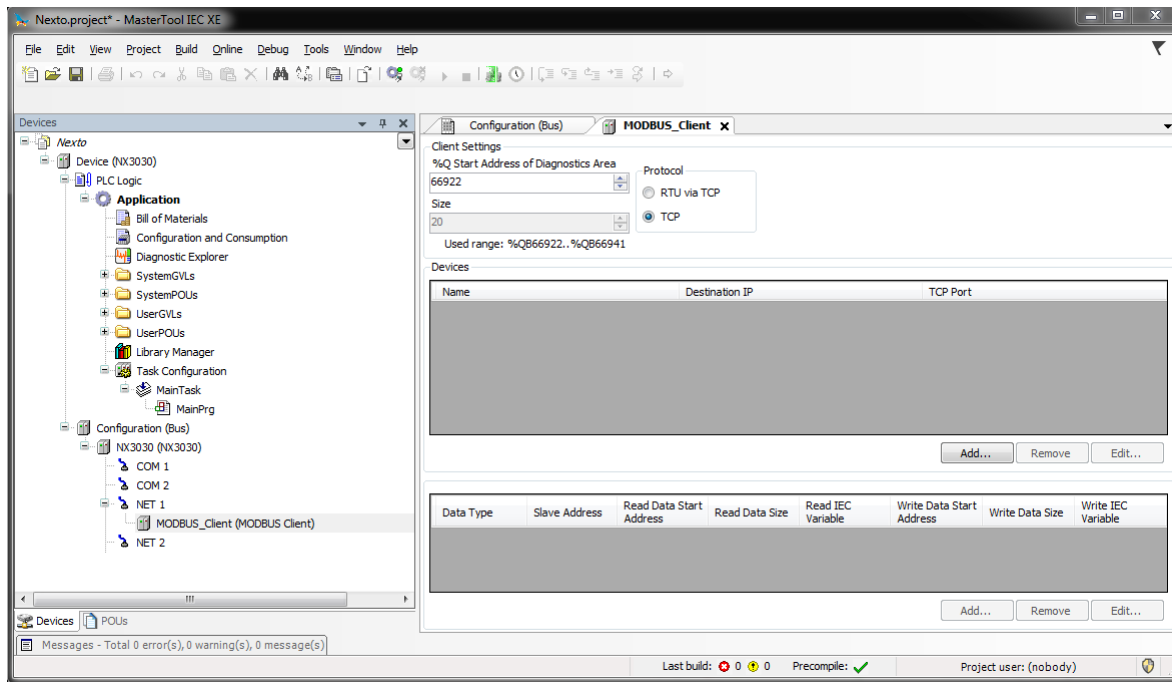 Nexto.project* - MasterTool IEC XE
File Edit View Project Build Online Debug Tools Window Help
Devices
Nexto
Device (NX3030)
PLC Logic
Application
Bill of Materials
Configuration and Consumption
Diagnostic Explorer
SystemGVLs
SystemPOUs
UserGVLs
UserPOUs
Library Manager
Task Configuration
MainTask
MainPrg
Configuration (Bus)
NX3030 (NX3030)
COM 1
COM 2
NET 1
MODBUS_Client (MODBUS Client)
NET 2
Devices POUs
Configuration (Bus) MODBUS_Client
Client Settings
%Q Start Address of Diagnostics Area
66922
Size
20
Used range: %QB66922..%QB66941
Protocol
RTU via TCP
TCP
Devices
Name Destination IP TCP Port
Add... Remove Edit...
Data Type Slave Address Read Data Start Address Read Data Size Read IEC Variable Write Data Start Address Write Data Size Write IEC Variable
Add... Remove Edit...
Messages - Total 0 error(s), 0 warning(s), 0 message(s)
Last build: 0 0 Precompile: Project user: (nobody)